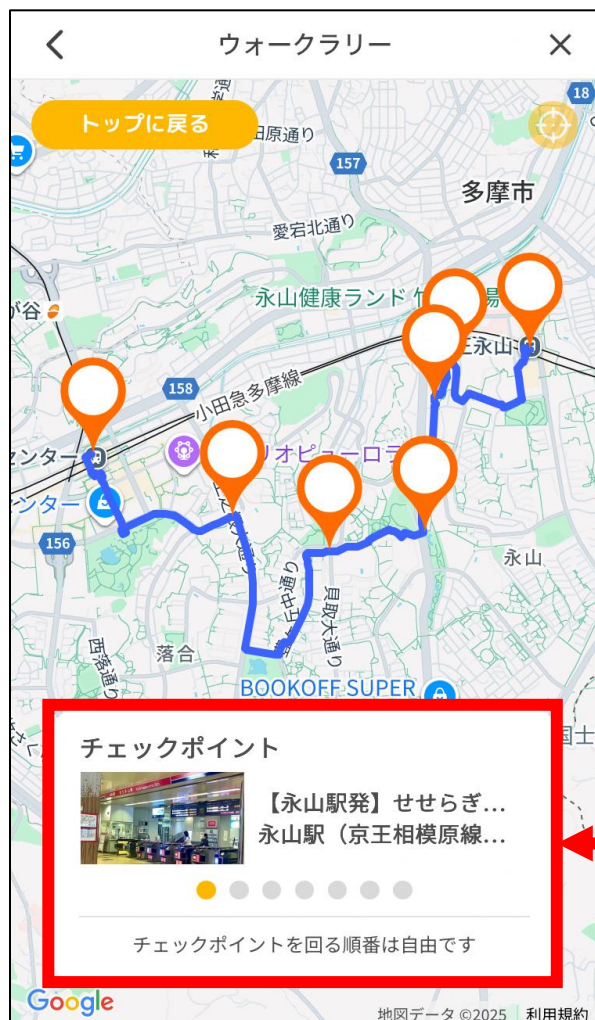 ウォークラリー
18
トップに戻る
田原通り
157
多摩市
愛宕北通り
永山健康ランド 竹
が谷
王永山
158
小田急多摩線
センター
リオピューロラ
ンター
156
永山
貝取大通り
落合
西落通り
BOOKOFF SUPER
国士
チェックポイント
【永山駅発】せせらぎ...
永山駅（京王相模原線...
チェックポイントを回る順番は自由です
Google
地図データ ©2025
利用規約